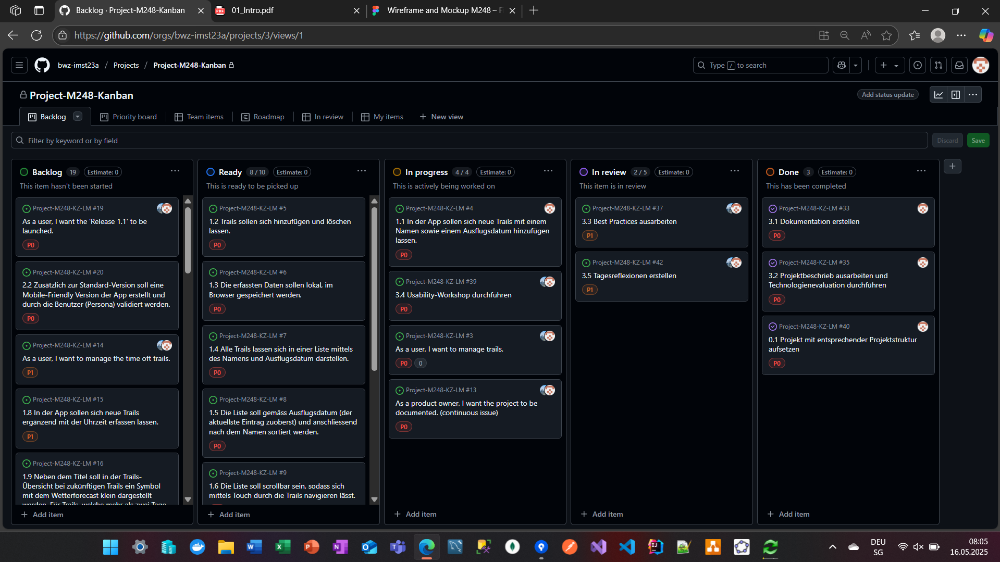 Backlog · Project-M248-Kanban
01_Intro.pdf
Wireframe and Mockup M248 – F
https://github.com/orgs/bwz-imst23a/projects/3/views/1
bwz-imst23a / Projects / Project-M248-Kanban
Type / to search
Project-M248-Kanban
Add status update
Backlog
Priority board
Team items
Roadmap
In review
My items
New view
Filter by keyword or by field
Discard
Save
Backlog 19 Estimate: 0
This item hasn't been started
Project-M248-KZ-LM #19
As a user, I want the 'Release 1.1' to be
launched.
P0
Project-M248-KZ-LM #20
2.2 Zusätzlich zur Standard-Version soll eine
Mobile-Friendly Version der App erstellt und
durch die Benutzer (Persona) validiert werden.
P0
Project-M248-KZ-LM #14
As a user, I want to manage the time oft trails.
P1
Project-M248-KZ-LM #15
1.8 In der App sollen sich neue Trails
ergänzend mit der Uhrzeit erfassen lassen.
P1
Project-M248-KZ-LM #16
1.9 Neben dem Titel soll in der Trails-
Übersicht bei zukünftigen Trails ein Symbol
mit dem Wetterforecast klein dargestellt
werden. Für Trails, welche mehr als zwei Tage
Add item
Ready 8 / 10 Estimate: 0
This is ready to be picked up
Project-M248-KZ-LM #5
1.2 Trails sollen sich hinzufügen und löschen
lassen.
P0
Project-M248-KZ-LM #6
1.3 Die erfassten Daten sollen lokal, im
Browser gespeichert werden.
P0
Project-M248-KZ-LM #7
1.4 Alle Trails lassen sich in einer Liste mittels
des Namens und Ausflugsdatum darstellen.
P0
Project-M248-KZ-LM #8
1.5 Die Liste soll gemäss Ausflugsdatum (der
aktuellste Eintrag zuoberst) und anschliessend
nach dem Namen sortiert werden.
P0
Project-M248-KZ-LM #9
1.6 Die Liste soll scrollbar sein, sodass sich
mittels Touch durch die Trails navigieren lässt.
Add item
In progress 4 / 4 Estimate: 0
This is actively being worked on
Project-M248-KZ-LM #4
1.1 In der App sollen sich neue Trails mit einem
Namen sowie einem Ausflugsdatum hinzufügen
lassen.
P0
Project-M248-KZ-LM #39
3.4 Usability-Workshop durchführen
P0
Project-M248-KZ-LM #3
As a user, I want to manage trails.
P0 0
Project-M248-KZ-LM #13
As a product owner, I want the project to be
documented. (continuous issue)
P0
Add item
In review 2 / 5 Estimate: 0
This item is in review
Project-M248-KZ-LM #37
3.3 Best Practices ausarbeiten
P1
Project-M248-KZ-LM #42
3.5 Tagesreflexionen erstellen
P1
Add item
Done 3 Estimate: 0
This has been completed
Project-M248-KZ-LM #33
3.1 Dokumentation erstellen
P0
Project-M248-KZ-LM #35
3.2 Projektbeschrieb ausarbeiten und
Technologienevaluation durchführen
P0
Project-M248-KZ-LM #40
0.1 Projekt mit entsprechender Projektstruktur
aufsetzen
P0
Add item
DEU
SG
08:05
16.05.2025